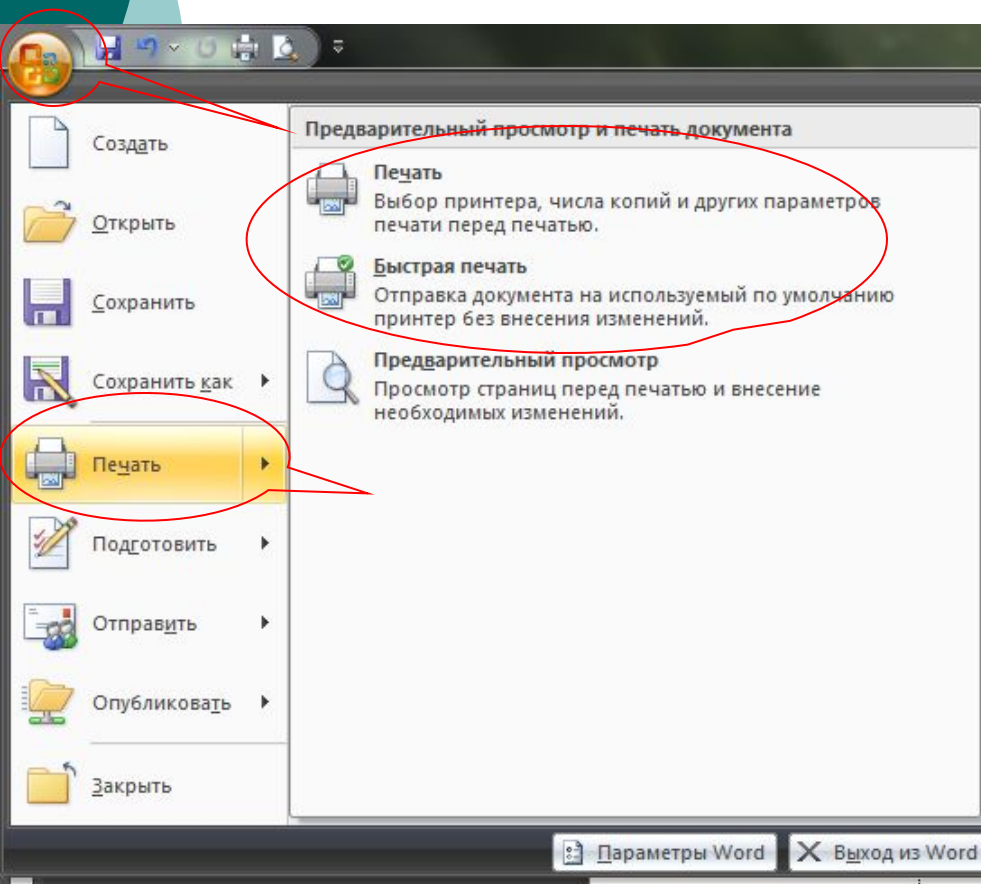 Создать
Открыть
Сохранить
Сохранить как
Печать
Подготовить
Отправить
Опубликовать
Закрыть
Предварительный просмотр и печать документа
Печать
Выбор принтера, числа копий и других параметров
печати перед печатью.
Быстрая печать
Отправка документа на используемый по умолчанию
принтер без внесения изменений.
Предварительный просмотр
Просмотр страниц перед печатью и внесение
необходимых изменений.
Параметры Word
Выход из Word